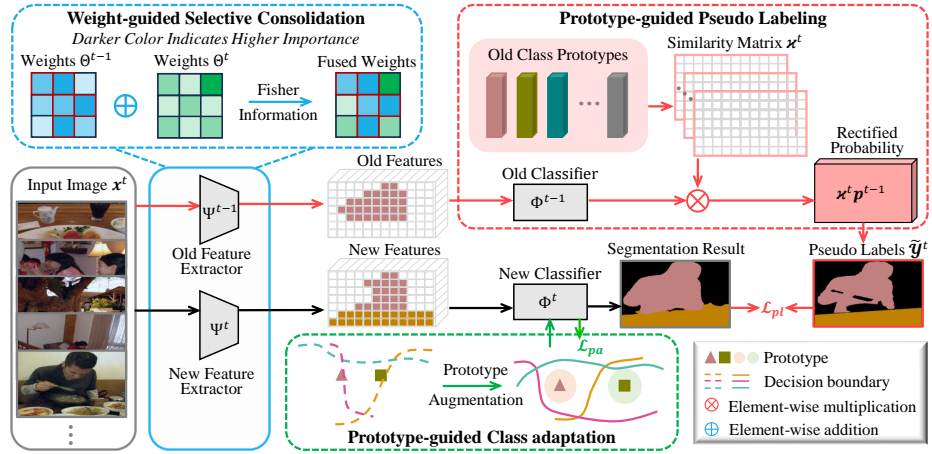 Weight-guided Selective Consolidation
Darker Color Indicates Higher Importance
Weights Θ^{t-1}
Weights Θ^t
Fused Weights
Fisher
Information
Prototype-guided Pseudo Labeling
Old Class Prototypes
Similarity Matrix ϰ^t
Rectified
Probability
ϰ^t p^{t-1}
Input Image x^t
Ψ^{t-1}
Old Feature
Extractor
Old Features
Old Classifier
Φ^{t-1}
Ψ^t
New Feature
Extractor
New Features
New Classifier
Φ^t
Segmentation Result
Pseudo Labels ỹ^t
ℒ_{pl}
ℒ_{pa}
Prototype
Augmentation
Prototype-guided Class adaptation
Prototype
Decision boundary
Element-wise multiplication
Element-wise addition